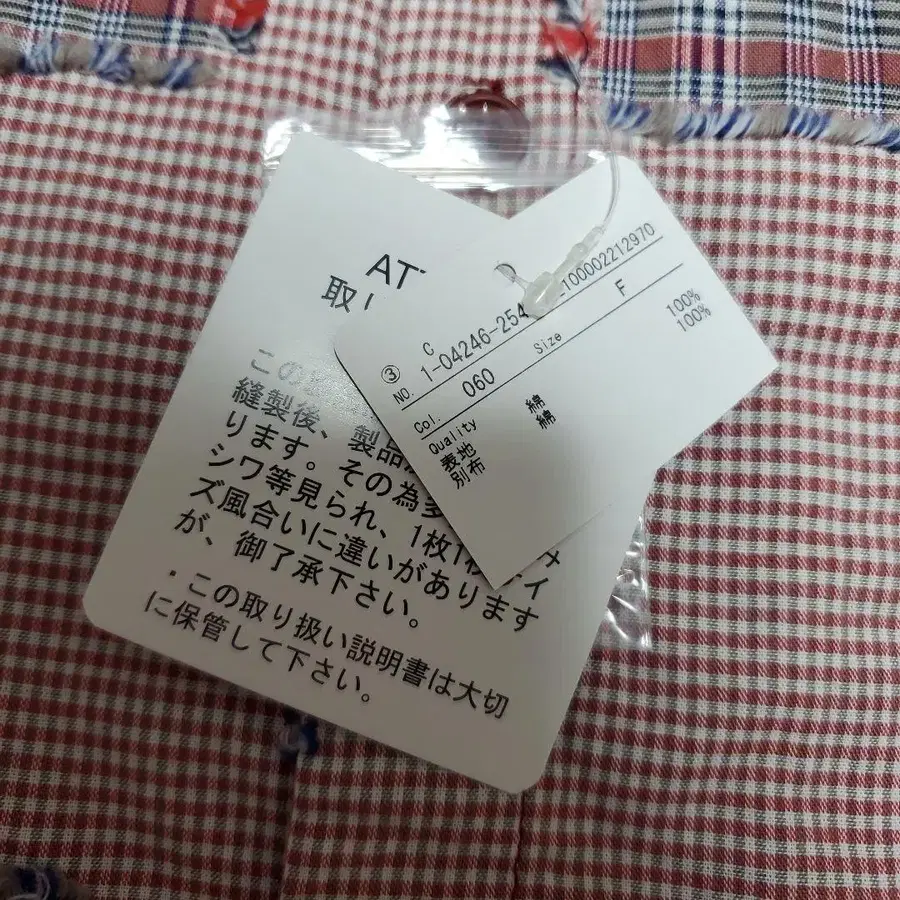 AT
取
この
縫製後、製品
ります。その為多
シワ等見られ、1枚1
ズ風合いに違いがあります
が、御了承下さい。
・この取り扱い説明書は大切
に保管して下さい。
③ C
NO. 1-04246-254 100002212970
Col. 060 Size F
Quality
表地 綿 100%
別布 綿 100%